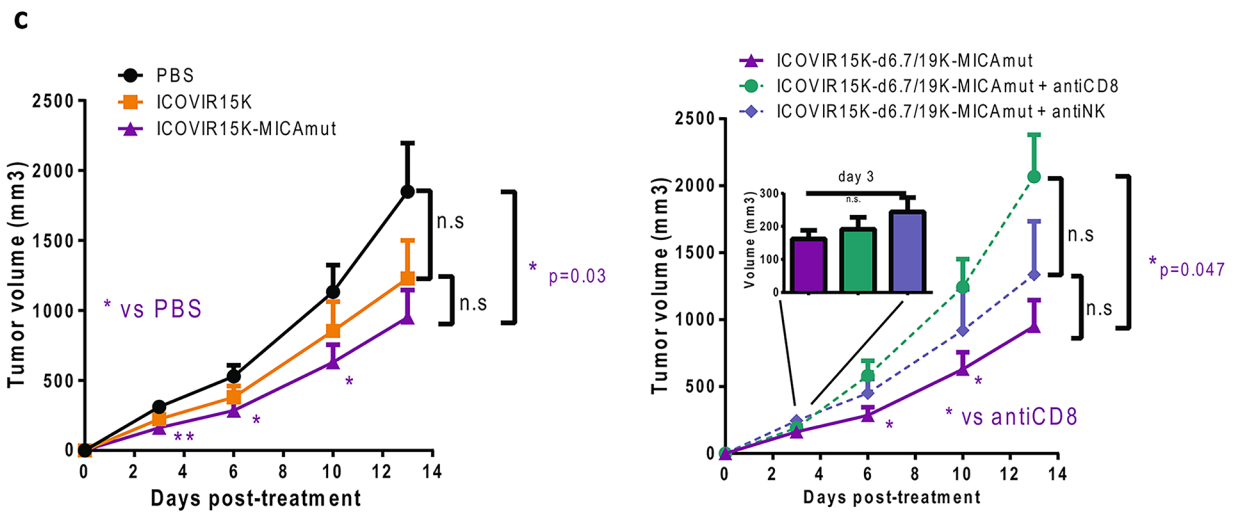 c
PBS
ICOVIR15K
ICOVIR15K-MICAmut
Tumor volume (mm3)
2500
2000
1500
1000
500
0
n.s
n.s
* p=0.03
* vs PBS
**
*
*
0 2 4 6 8 10 12 14
Days post-treatment
ICOVIR15K-d6.7/19K-MICAmut
ICOVIR15K-d6.7/19K-MICAmut + antiCD8
ICOVIR15K-d6.7/19K-MICAmut + antiNK
Tumor volume (mm3)
2500
2000
1500
1000
500
0
day 3
n.s.
Volume (mm3)
300
200
100
0
n.s
n.s
* p=0.047
*
*
* vs antiCD8
0 2 4 6 8 10 12 14
Days post-treatment